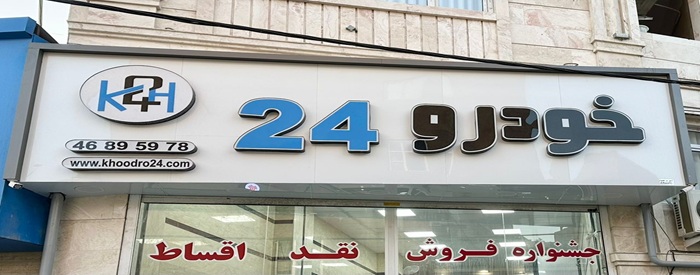 خودرو 24
K24H
46 89 59 78
www.khoodro24.com
جشنواره فروش نقد اقساط